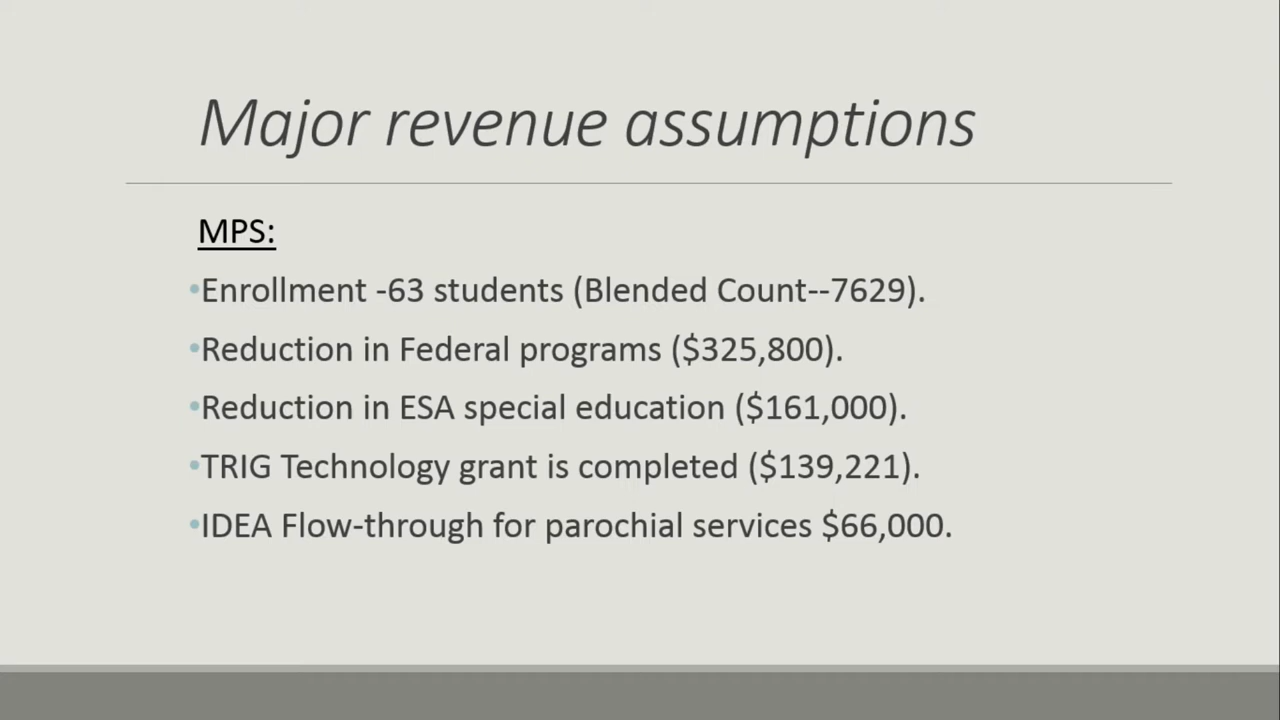 Major revenue assumptions
MPS:
•Enrollment -63 students (Blended Count--7629).
•Reduction in Federal programs ($325,800).
•Reduction in ESA special education ($161,000).
•TRIG Technology grant is completed ($139,221).
•IDEA Flow-through for parochial services $66,000.